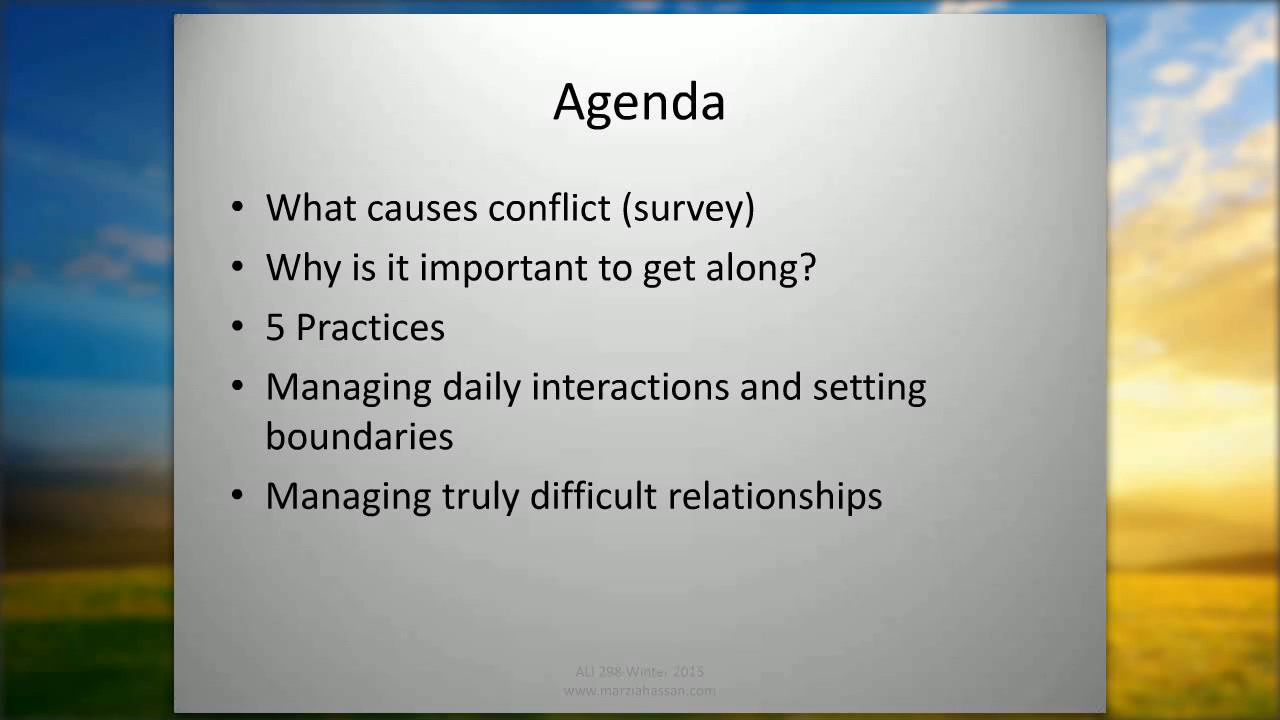 Agenda
• What causes conflict (survey)
• Why is it important to get along?
• 5 Practices
• Managing daily interactions and setting
boundaries
• Managing truly difficult relationships
ALI 298 Winter 2015
www.marziahassan.com